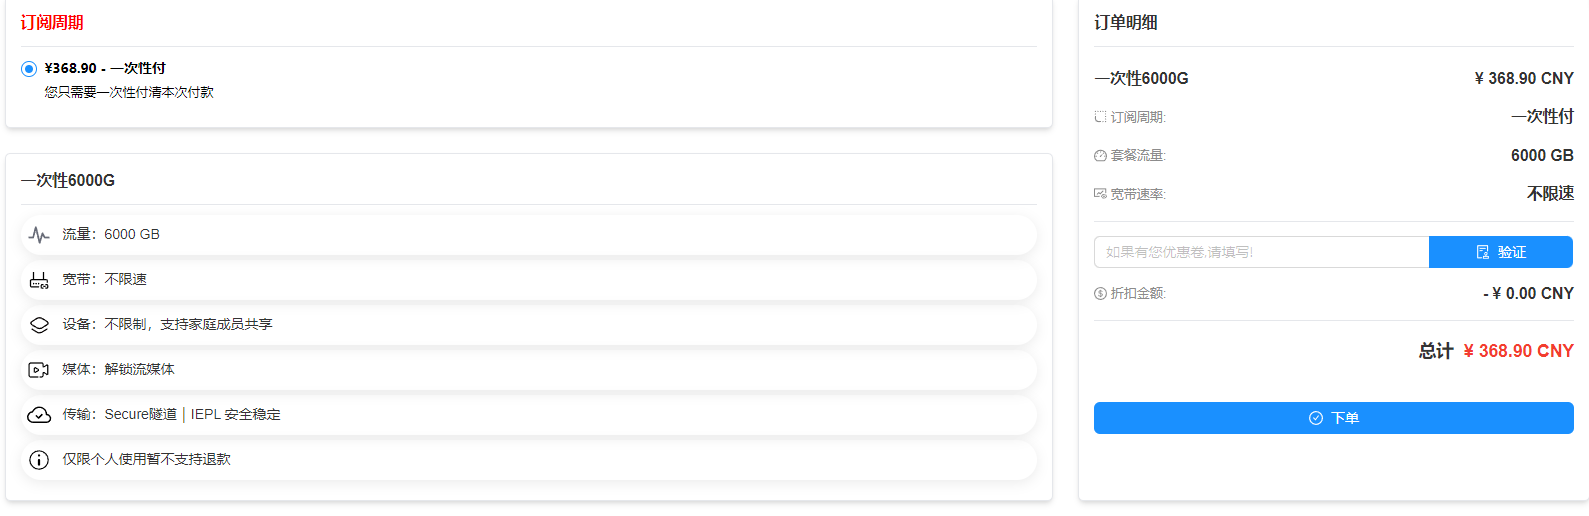 订阅周期
¥368.90 - 一次性付
您只需要一次性付清本次付款
一次性6000G
流量：6000 GB
宽带：不限速
设备：不限制，支持家庭成员共享
媒体：解锁流媒体
传输：Secure隧道 | IEPL 安全稳定
仅限个人使用暂不支持退款
订单明细
一次性6000G ¥ 368.90 CNY
订阅周期: 一次性付
套餐流量: 6000 GB
宽带速率: 不限速
如果有您优惠卷,请填写! 验证
折扣金额: - ¥ 0.00 CNY
总计 ¥ 368.90 CNY
下单